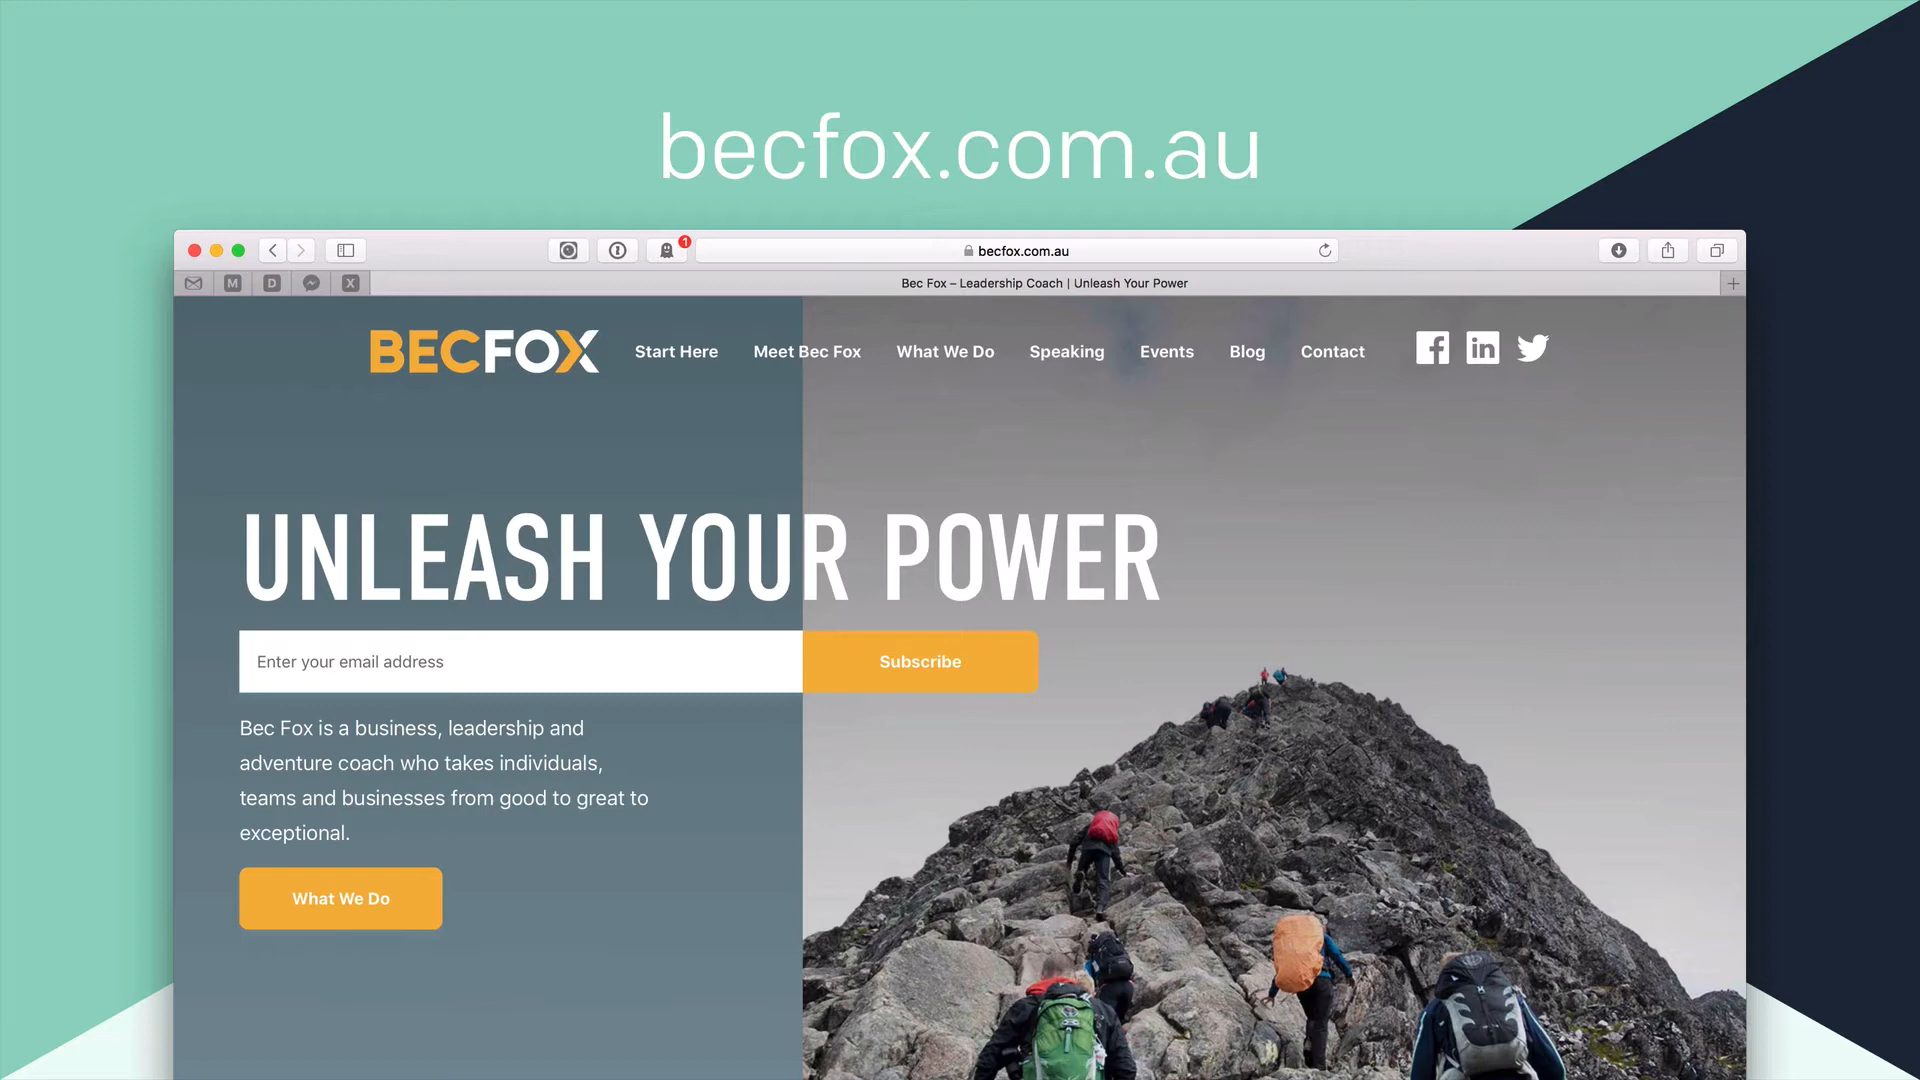 becfox.com.au
1
becfox.com.au
M
D
X
Bec Fox – Leadership Coach | Unleash Your Power
BECFOX
Start Here
Meet Bec Fox
What We Do
Speaking
Events
Blog
Contact
UNLEASH YOUR POWER
Enter your email address
Subscribe
Bec Fox is a business, leadership and
adventure coach who takes individuals,
teams and businesses from good to great to
exceptional.
What We Do